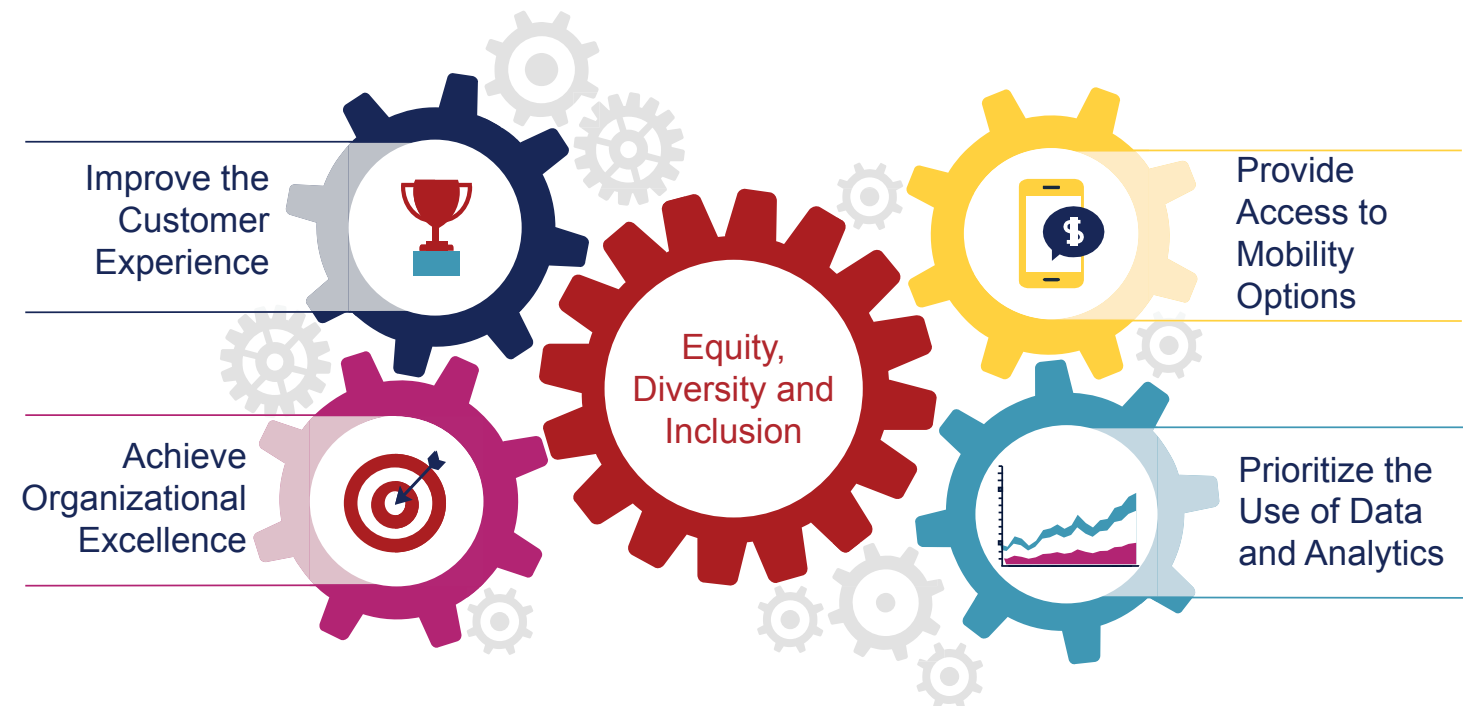 Improve the
Customer
Experience
Provide
Access to
Mobility
Options
Equity,
Diversity and
Inclusion
Achieve
Organizational
Excellence
Prioritize the
Use of Data
and Analytics
$